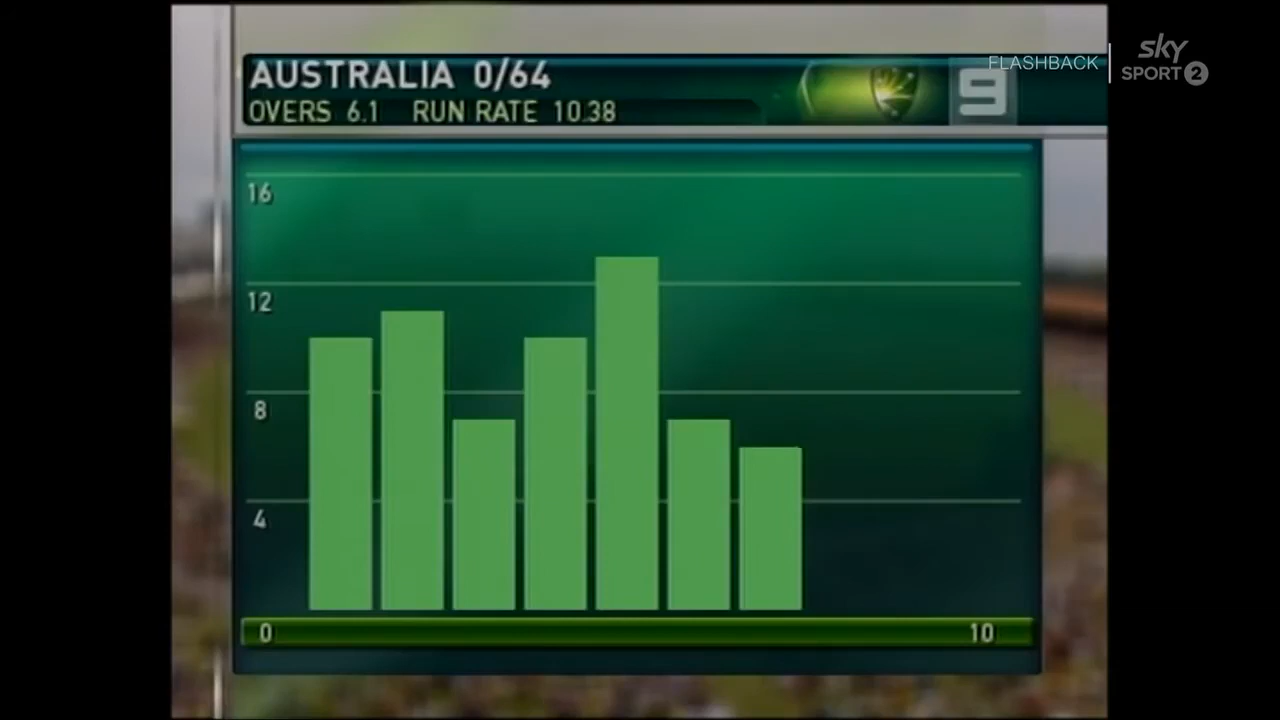 AUSTRALIA 0/64
OVERS 6.1 RUN RATE 10.38
9
FLASHBACK
sky
SPORT 2
16
12
8
4
0
10